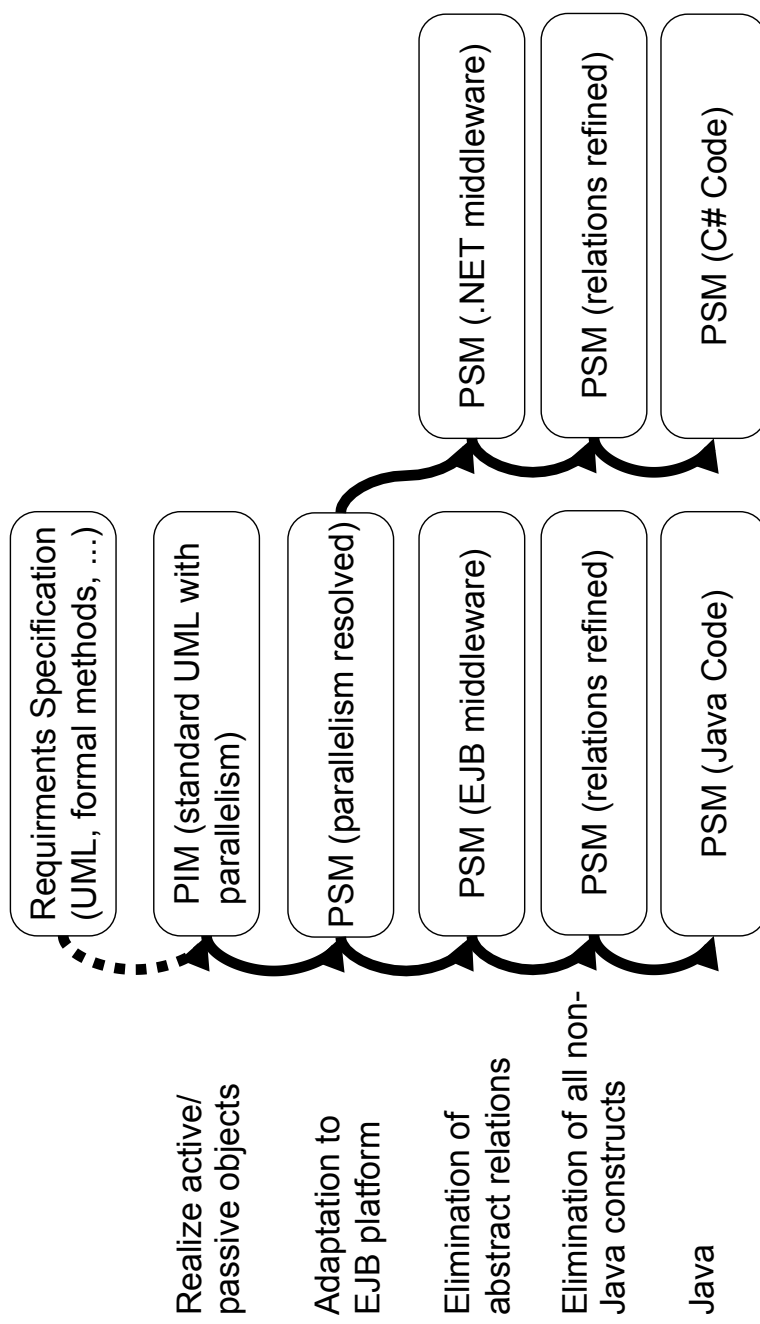 Requirments Specification
(UML, formal methods, ...)
Realize active/
passive objects
PIM (standard UML with
parallelism)
Adaptation to
EJB platform
PSM (parallelism resolved)
Elimination of
abstract relations
PSM (EJB middleware)
PSM (.NET middleware)
Elimination of all non-
Java constructs
PSM (relations refined)
PSM (relations refined)
Java
PSM (Java Code)
PSM (C# Code)